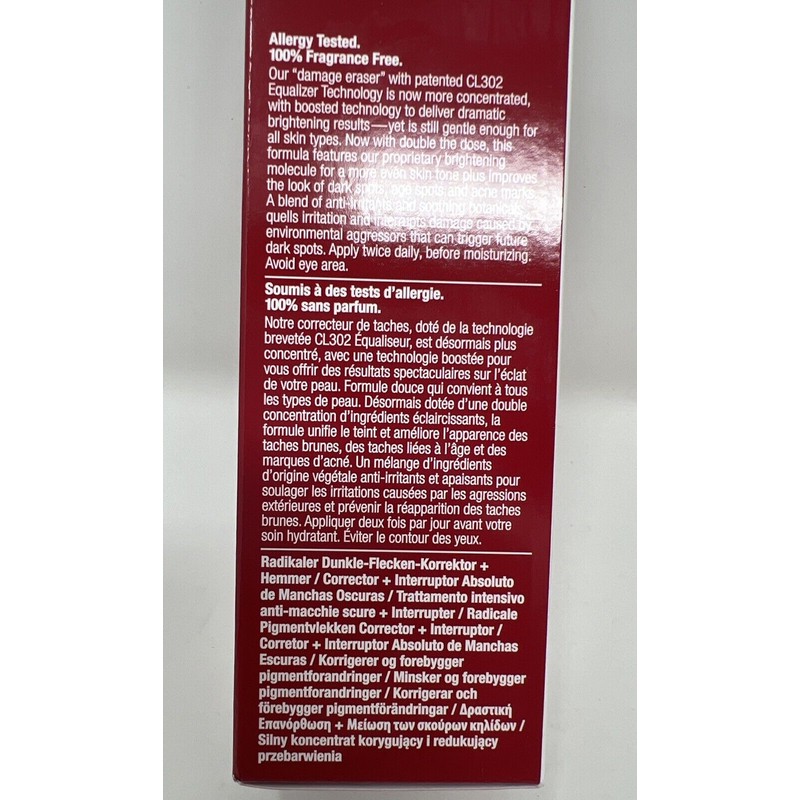 Allergy Tested.
100% Fragrance Free.
Our “damage eraser” with patented CL302
Equalizer Technology is now more concentrated,
with boosted technology to deliver dramatic
brightening results—yet is still gentle enough for
all skin types. Now with double the dose, this
formula features our proprietary brightening
molecule for a more even skin tone plus improves
the look of dark spots, age spots and acne marks.
A blend of anti-irritants and soothing botanicals
quells irritation and interrupts damage caused by
environmental aggressors that can trigger future
dark spots. Apply twice daily, before moisturizing.
Avoid eye area.
Soumis à des tests d’allergie.
100% sans parfum.
Notre correcteur de taches, doté de la technologie
brevetée CL302 Équaliseur, est désormais plus
concentré, avec une technologie boostée pour
vous offrir des résultats spectaculaires sur l’éclat
de votre peau. Formule douce qui convient à tous
les types de peau. Désormais dotée d’une double
concentration d’ingrédients éclaircissants, la
formule unifie le teint et améliore l’apparence des
taches brunes, des taches liées à l’âge et des
marques d’acné. Un mélange d’ingrédients
d’origine végétale anti-irritants et apaisants pour
soulager les irritations causées par les agressions
extérieures et prévenir la réapparition des taches
brunes. Appliquer deux fois par jour avant votre
soin hydratant. Éviter le contour des yeux.
Radikaler Dunkle-Flecken-Korrektor +
Hemmer / Corrector + Interruptor Absoluto
de Manchas Oscuras / Trattamento intensivo
anti-macchie scure + Interrupter / Radicale
Pigmentvlekken Corrector + Interruptor /
Corretor + Interruptor Absoluto de Manchas
Escuras / Korrigerer og forebygger
pigmentforandringer / Minsker og forebygger
pigmentforandringer / Korrigerar och
förebygger pigmentförändringar / Δραστική
Επανόρθωση + Μείωση των σκούρων κηλίδων /
Silny koncentrat korygujący i redukujący
przebarwienia